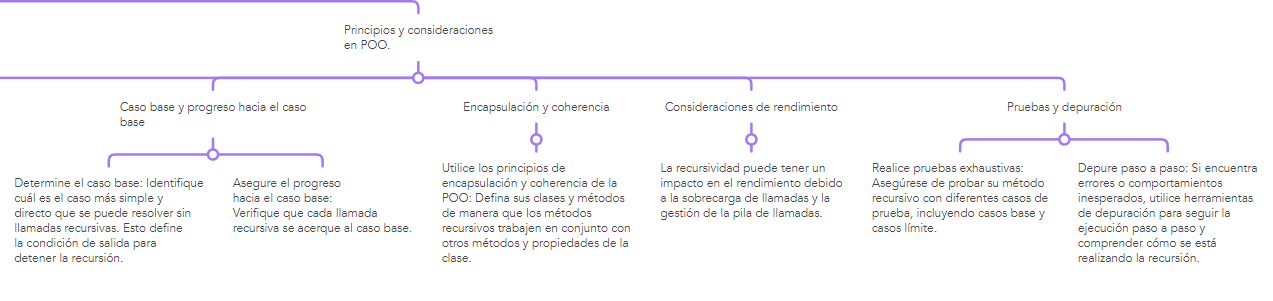 Principios y consideraciones
en POO.
Caso base y progreso hacia el caso
base
Determine el caso base: Identifique
cuál es el caso más simple y
directo que se puede resolver sin
llamadas recursivas. Esto define
la condición de salida para
detener la recursión.
Asegure el progreso
hacia el caso base:
Verifique que cada llamada
recursiva se acerque al caso base.
Encapsulación y coherencia
Utilice los principios de
encapsulación y coherencia de la
POO: Defina sus clases y métodos
de manera que los métodos
recursivos trabajen en conjunto con
otros métodos y propiedades de la
clase.
Consideraciones de rendimiento
La recursividad puede tener un
impacto en el rendimiento debido
a la sobrecarga de llamadas y la
gestión de la pila de llamadas.
Pruebas y depuración
Realice pruebas exhaustivas:
Asegúrese de probar su método
recursivo con diferentes casos de
prueba, incluyendo casos base y
casos límite.
Depure paso a paso: Si encuentra
errores o comportamientos
inesperados, utilice herramientas
de depuración para seguir la
ejecución paso a paso y
comprender cómo se está
realizando la recursión.